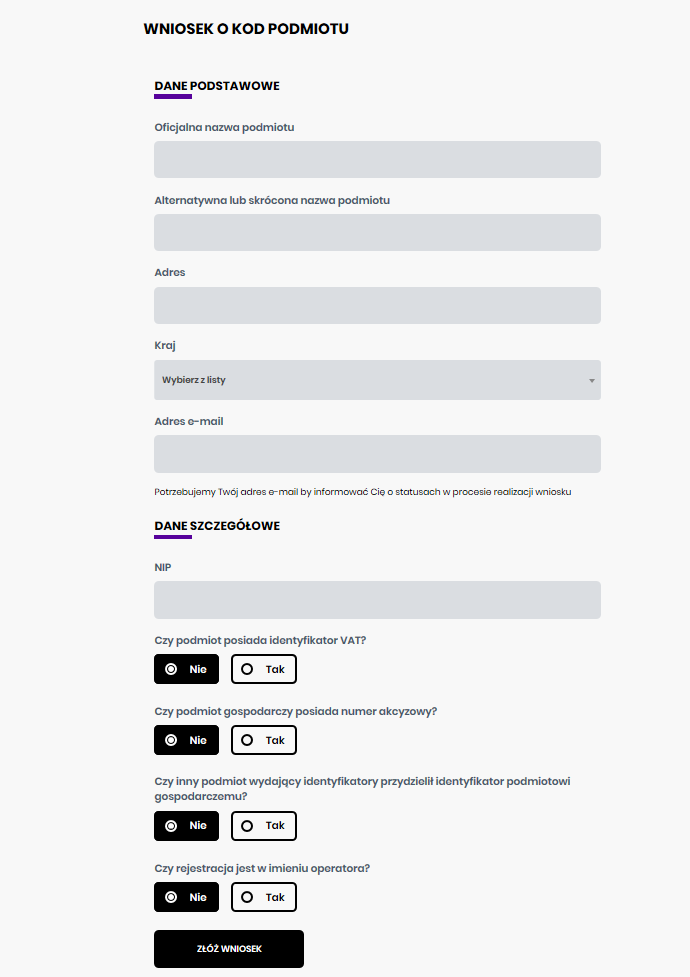 WNIOSEK O KOD PODMIOTU
DANE PODSTAWOWE
Oficjalna nazwa podmiotu
Alternatywna lub skrócona nazwa podmiotu
Adres
Kraj
Wybierz z listy
Adres e-mail
Potrzebujemy Twój adres e-mail by informować Cię o statusach w procesie realizacji wniosku
DANE SZCZEGÓŁOWE
NIP
Czy podmiot posiada identyfikator VAT?
Nie Tak
Czy podmiot gospodarczy posiada numer akcyzowy?
Nie Tak
Czy inny podmiot wydający identyfikatory przydzielił identyfikator podmiotowi
gospodarczemu?
Nie Tak
Czy rejestracja jest w imieniu operatora?
Nie Tak
ZŁÓŻ WNIOSEK